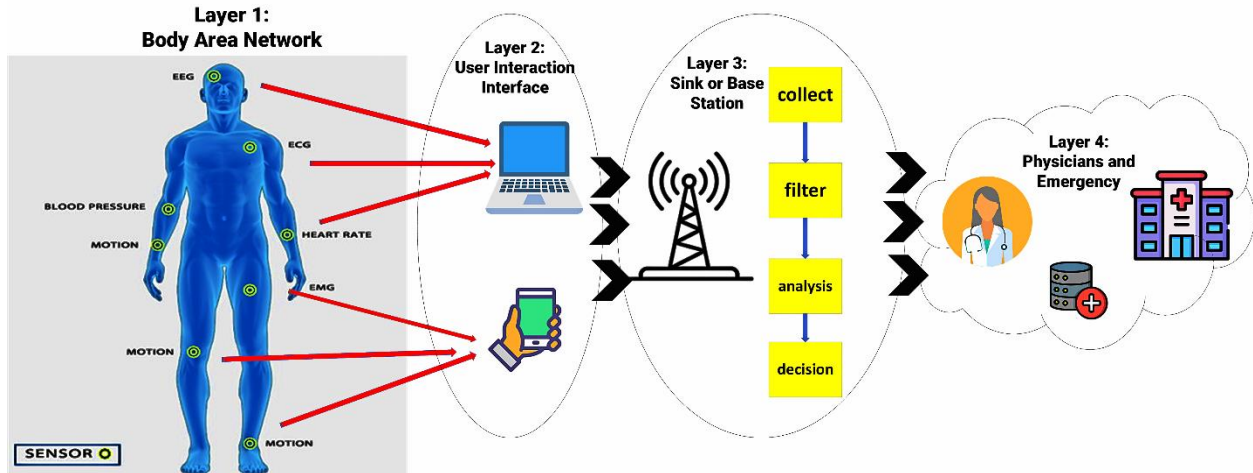 Layer 1:
Body Area Network
EEG
ECG
BLOOD PRESSURE
MOTION
HEART RATE
EMG
MOTION
MOTION
SENSOR
Layer 2:
User Interaction
Interface
Layer 3:
Sink or Base
Station
collect
filter
analysis
decision
Layer 4:
Physicians and
Emergency